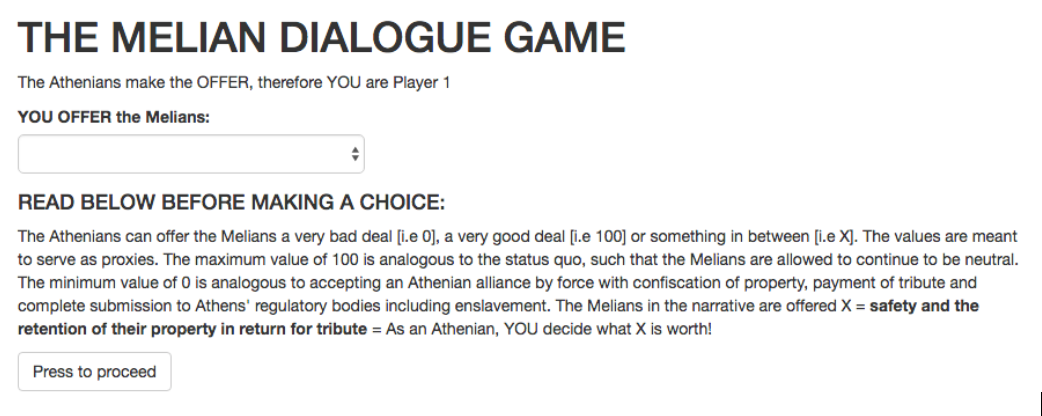 THE MELIAN DIALOGUE GAME
The Athenians make the OFFER, therefore YOU are Player 1
YOU OFFER the Melians:
READ BELOW BEFORE MAKING A CHOICE:
The Athenians can offer the Melians a very bad deal [i.e 0], a very good deal [i.e 100] or something in between [i.e X]. The values are meant
to serve as proxies. The maximum value of 100 is analogous to the status quo, such that the Melians are allowed to continue to be neutral.
The minimum value of 0 is analogous to accepting an Athenian alliance by force with confiscation of property, payment of tribute and
complete submission to Athens' regulatory bodies including enslavement. The Melians in the narrative are offered X = safety and the
retention of their property in return for tribute = As an Athenian, YOU decide what X is worth!
Press to proceed